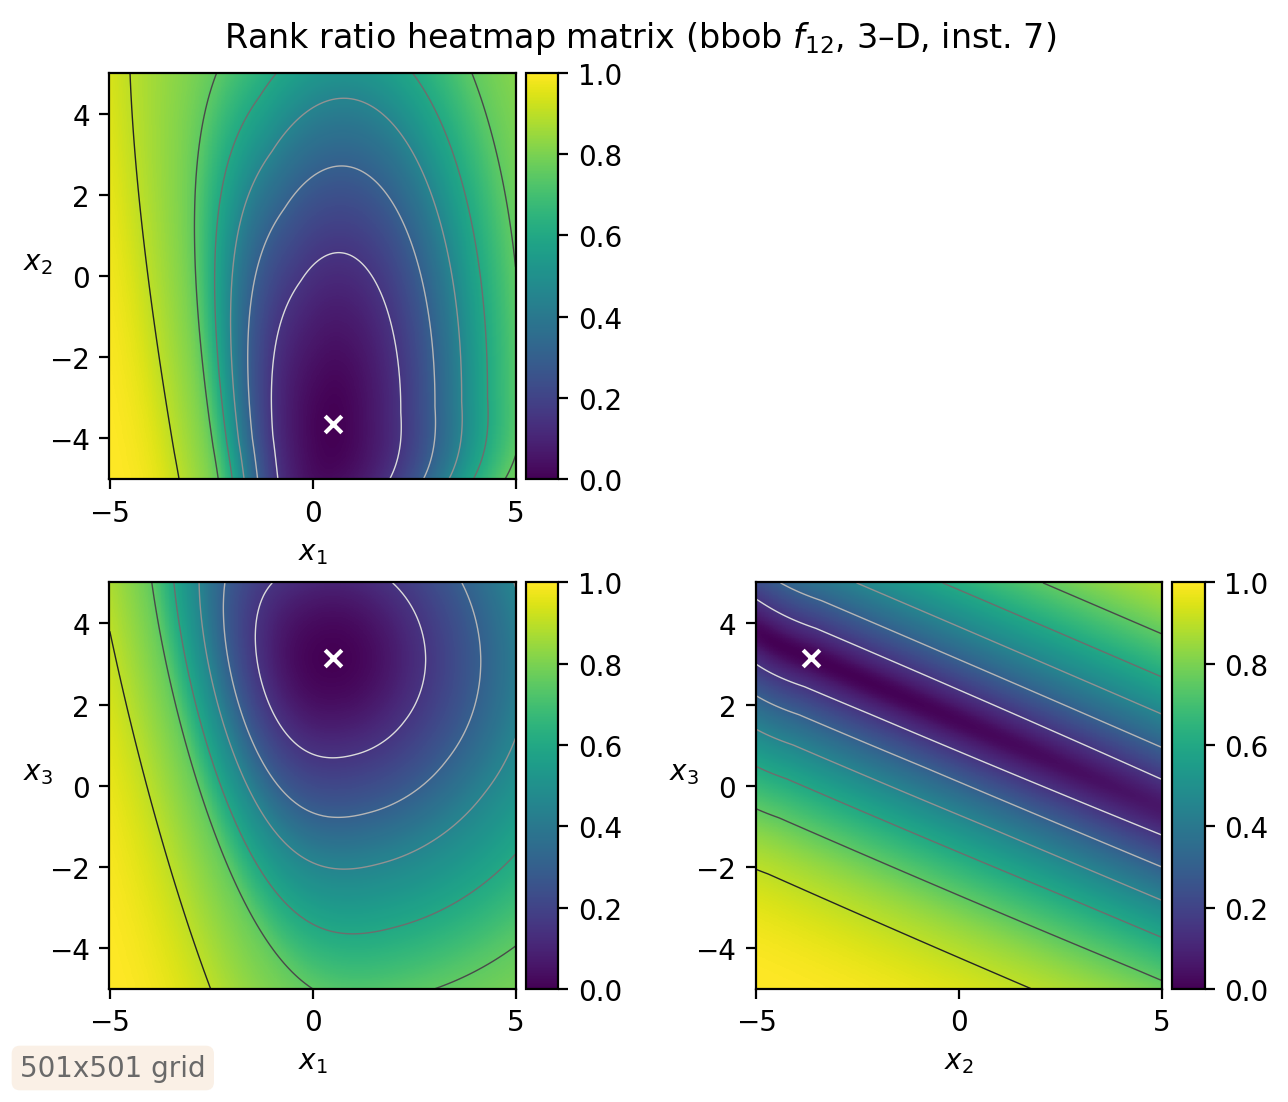 Rank ratio heatmap matrix (bbob f₁₂, 3–D, inst. 7)
1.0
4
0.8
2
0.6
x₂
0
0.4
−2
0.2
−4
0.0
−5 0 5
x₁
1.0 1.0
4 4
0.8 0.8
2 2
0.6 0.6
x₃ x₃
0 0
0.4 0.4
−2 −2
0.2 0.2
−4 −4
0.0 0.0
−5 0 5 −5 0 5
x₁ x₂
501x501 grid